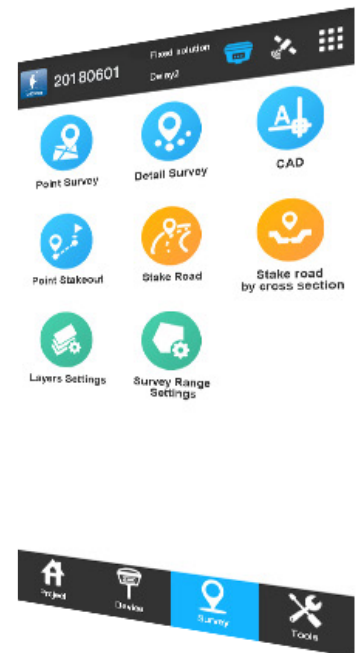 20180601
Fixed solution
Delay2
Point Survey
Detail Survey
CAD
Point Stakeout
Stake Road
Stake road
by cross section
Layers Settings
Survey Range
Settings
Project
Device
Survey
Tools